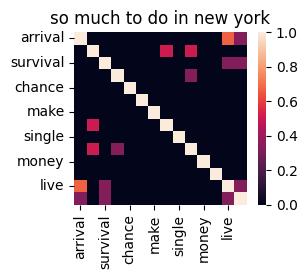 so much to do in new york
arrival
survival
chance
make
single
money
live
1.0
0.8
0.6
0.4
0.2
0.0
arrival
survival
chance
make
single
money
live